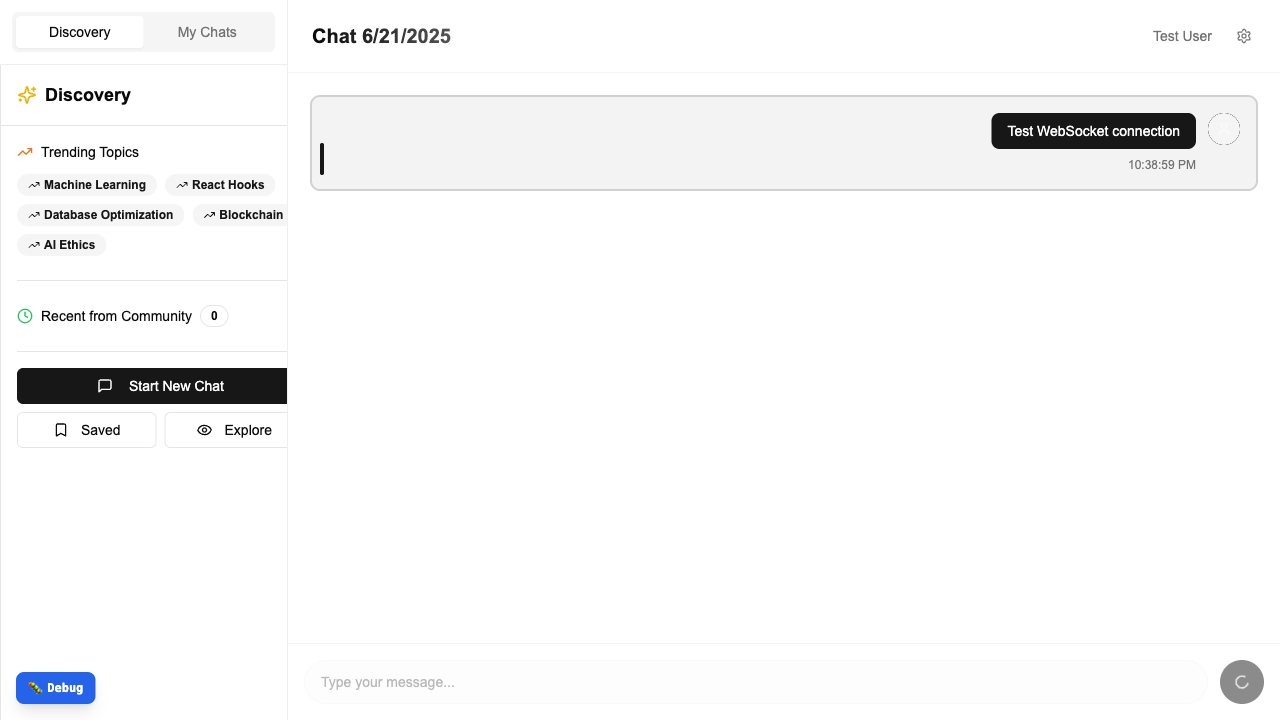 Discovery
My Chats
Chat 6/21/2025
Test User
Discovery
Trending Topics
Machine Learning
React Hooks
Database Optimization
Blockchain
AI Ethics
Recent from Community 0
Start New Chat
Saved
Explore
Debug
Test WebSocket connection
10:38:59 PM
Type your message...